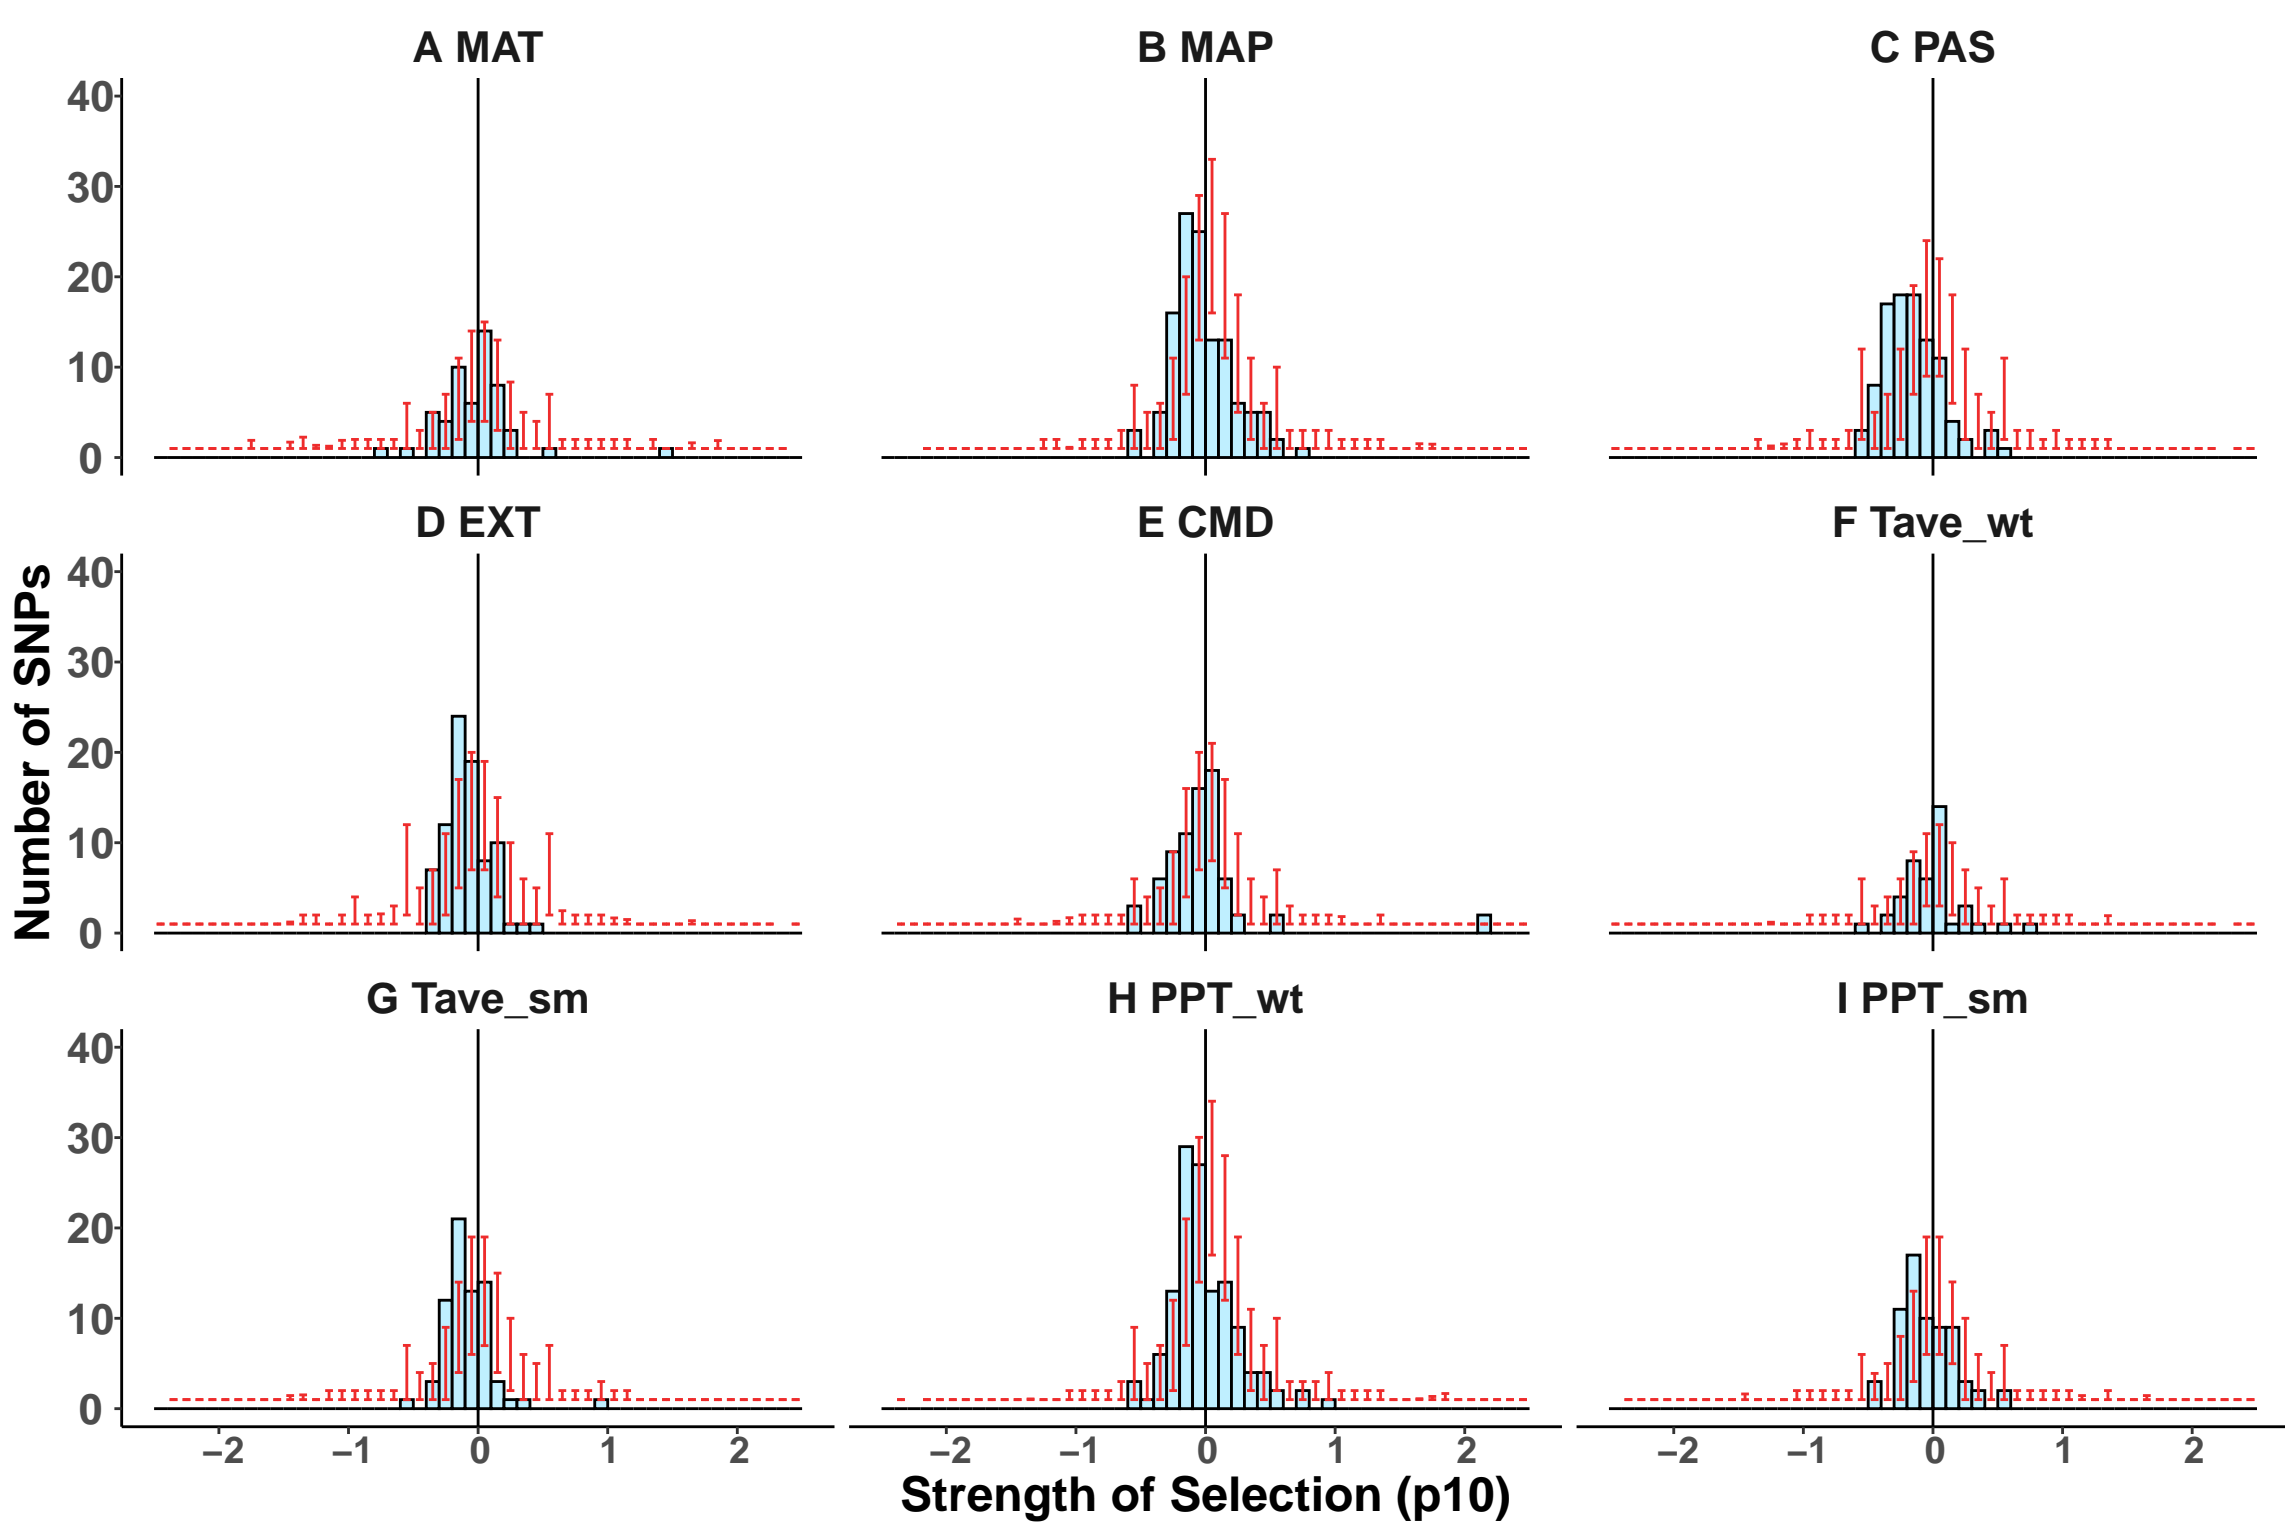 A MAT
B MAP
C PAS
40
30
20
10
0
D EXT
E CMD
F Tave_wt
Number of SNPs
40
30
20
10
0
G Tave_sm
H PPT_wt
I PPT_sm
40
30
20
10
0
−2 −1 0 1 2
−2 −1 0 1 2
−2 −1 0 1 2
Strength of Selection (p10)